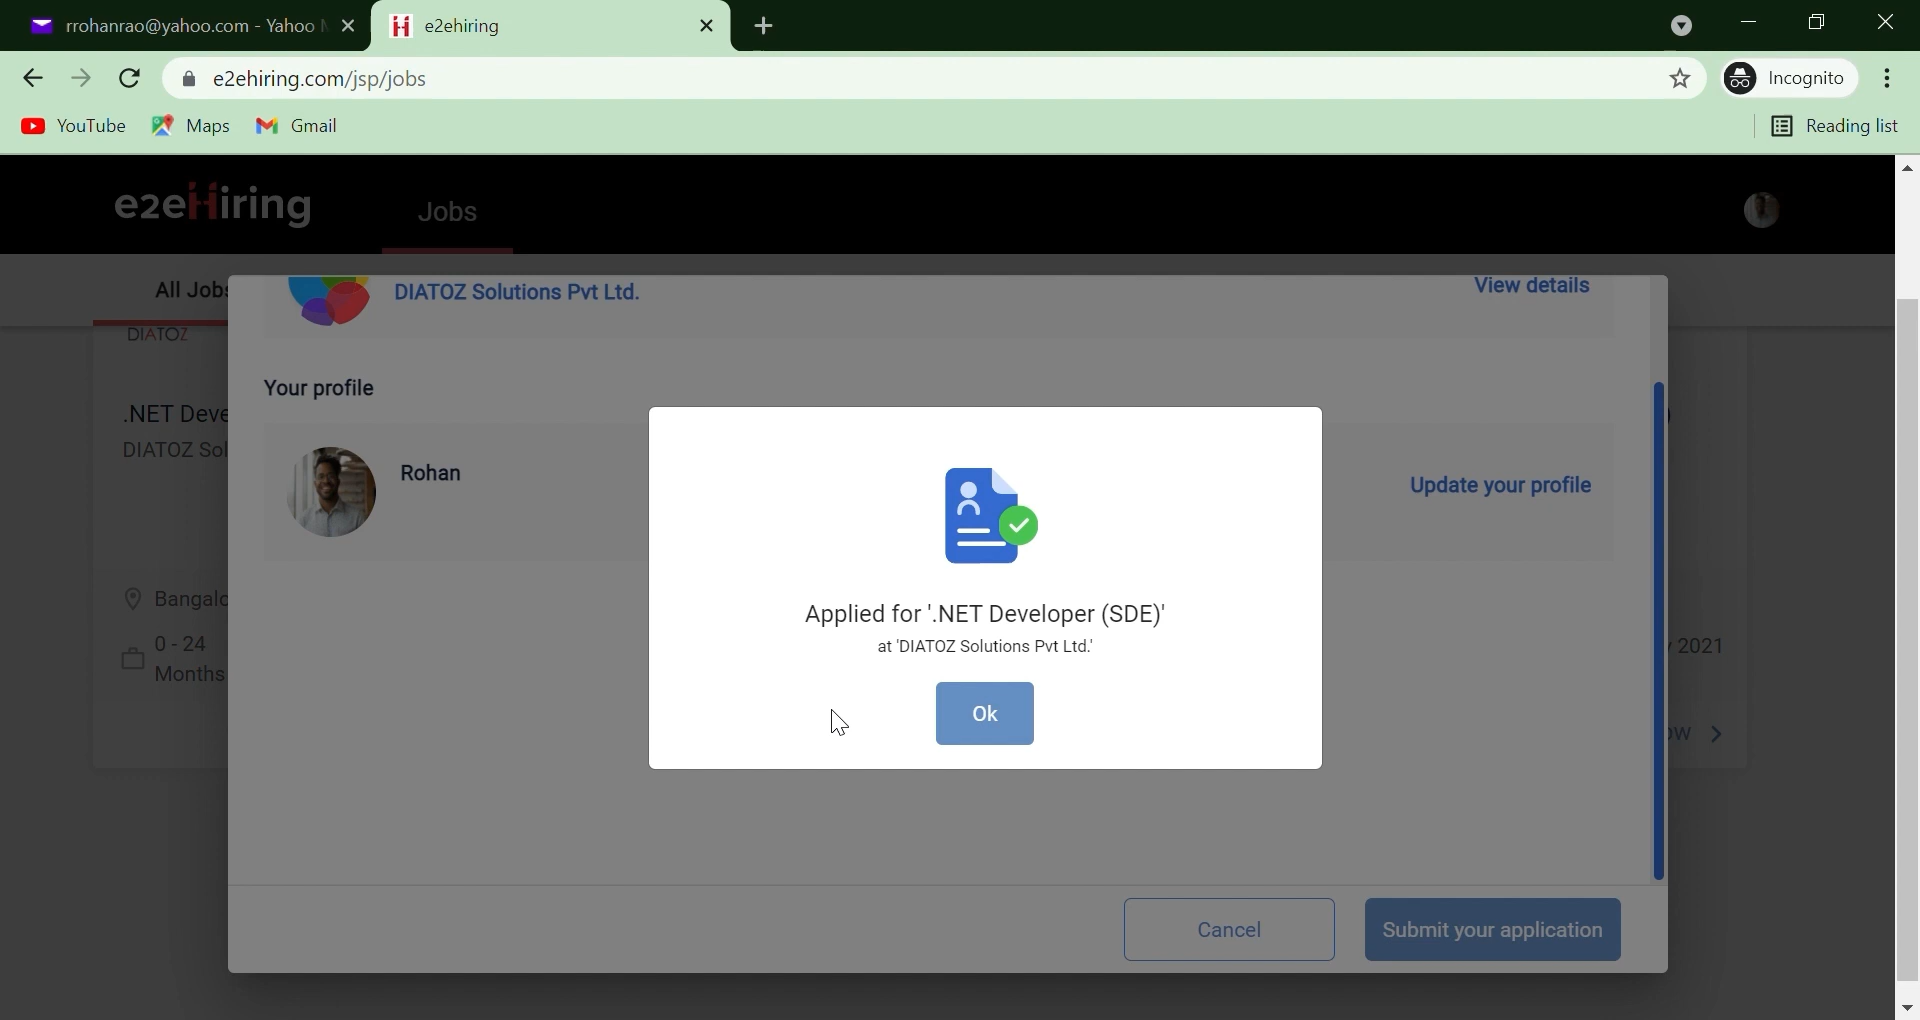 rrohanrao@yahoo.com - Yahoo
e2ehiring
e2ehiring.com/jsp/jobs
Incognito
YouTube
Maps
Gmail
Reading list
e2eHiring
Jobs
All Jobs
DIATOZ Solutions Pvt Ltd.
View details
DIATOZ
Your profile
.NET Deve
DIATOZ Sol
Rohan
Update your profile
Applied for '.NET Developer (SDE)'
at 'DIATOZ Solutions Pvt Ltd.'
Bangalo
0 - 24
Months
2021
Ok
Cancel
Submit your application